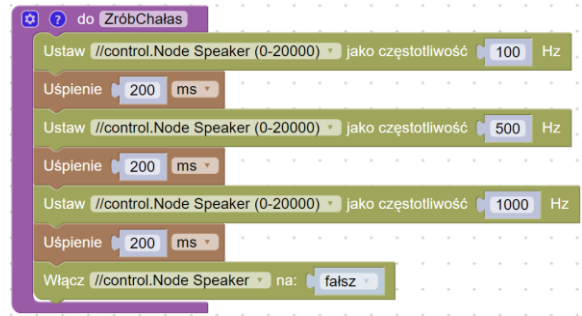 ? do ZróbChałas
Ustaw //control.Node Speaker (0-20000) jako częstotliwość 100 Hz
Uśpienie 200 ms
Ustaw //control.Node Speaker (0-20000) jako częstotliwość 500 Hz
Uśpienie 200 ms
Ustaw //control.Node Speaker (0-20000) jako częstotliwość 1000 Hz
Uśpienie 200 ms
Włącz //control.Node Speaker na: fałsz